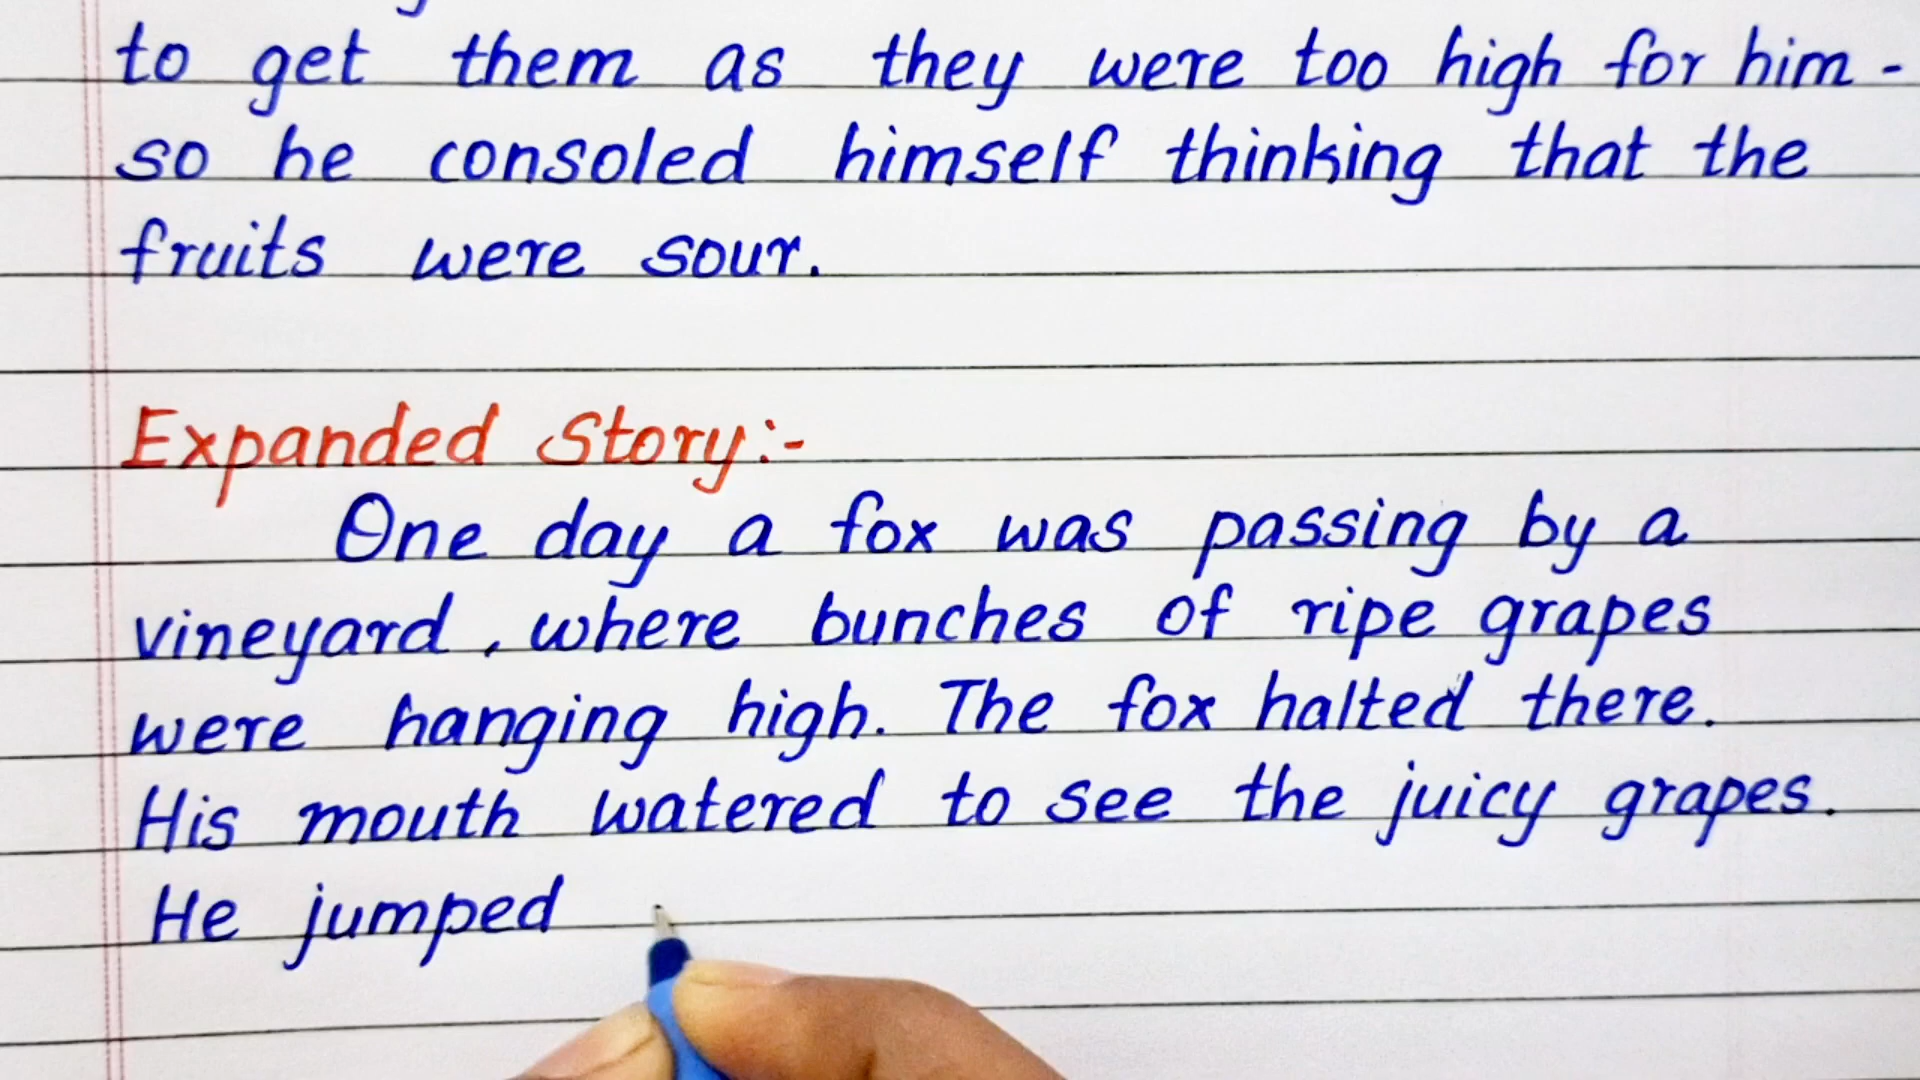 to get them as they were too high for him -
so he consoled himself thinking that the
fruits were sour.
Expanded Story:-
One day a fox was passing by a
vineyard, where bunches of ripe grapes
were hanging high. The fox halted there.
His mouth watered to see the juicy grapes.
He jumped